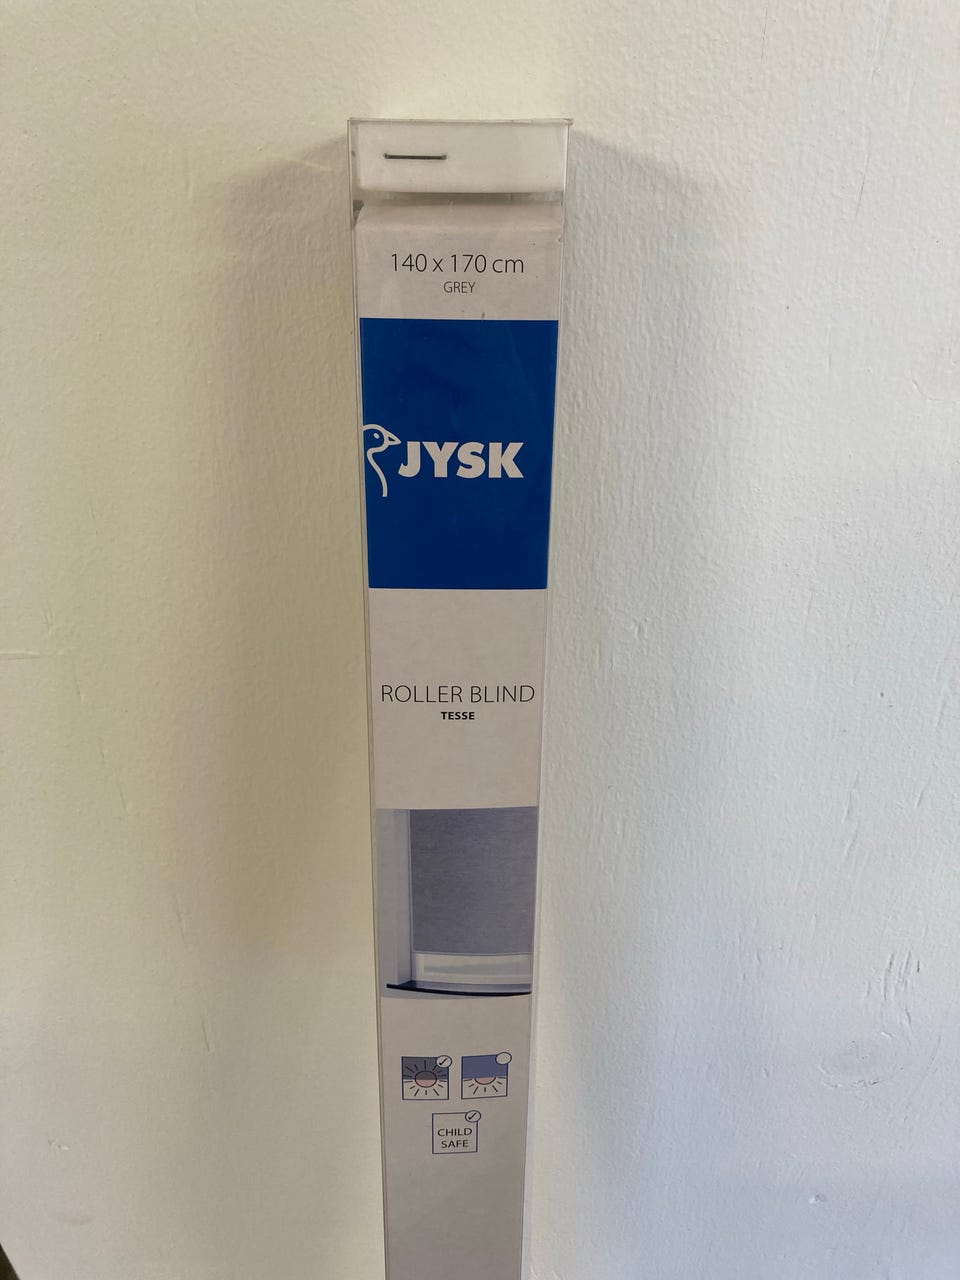 140 x 170 cm
GREY
JYSK
ROLLER BLIND
TESSE
CHILD
SAFE